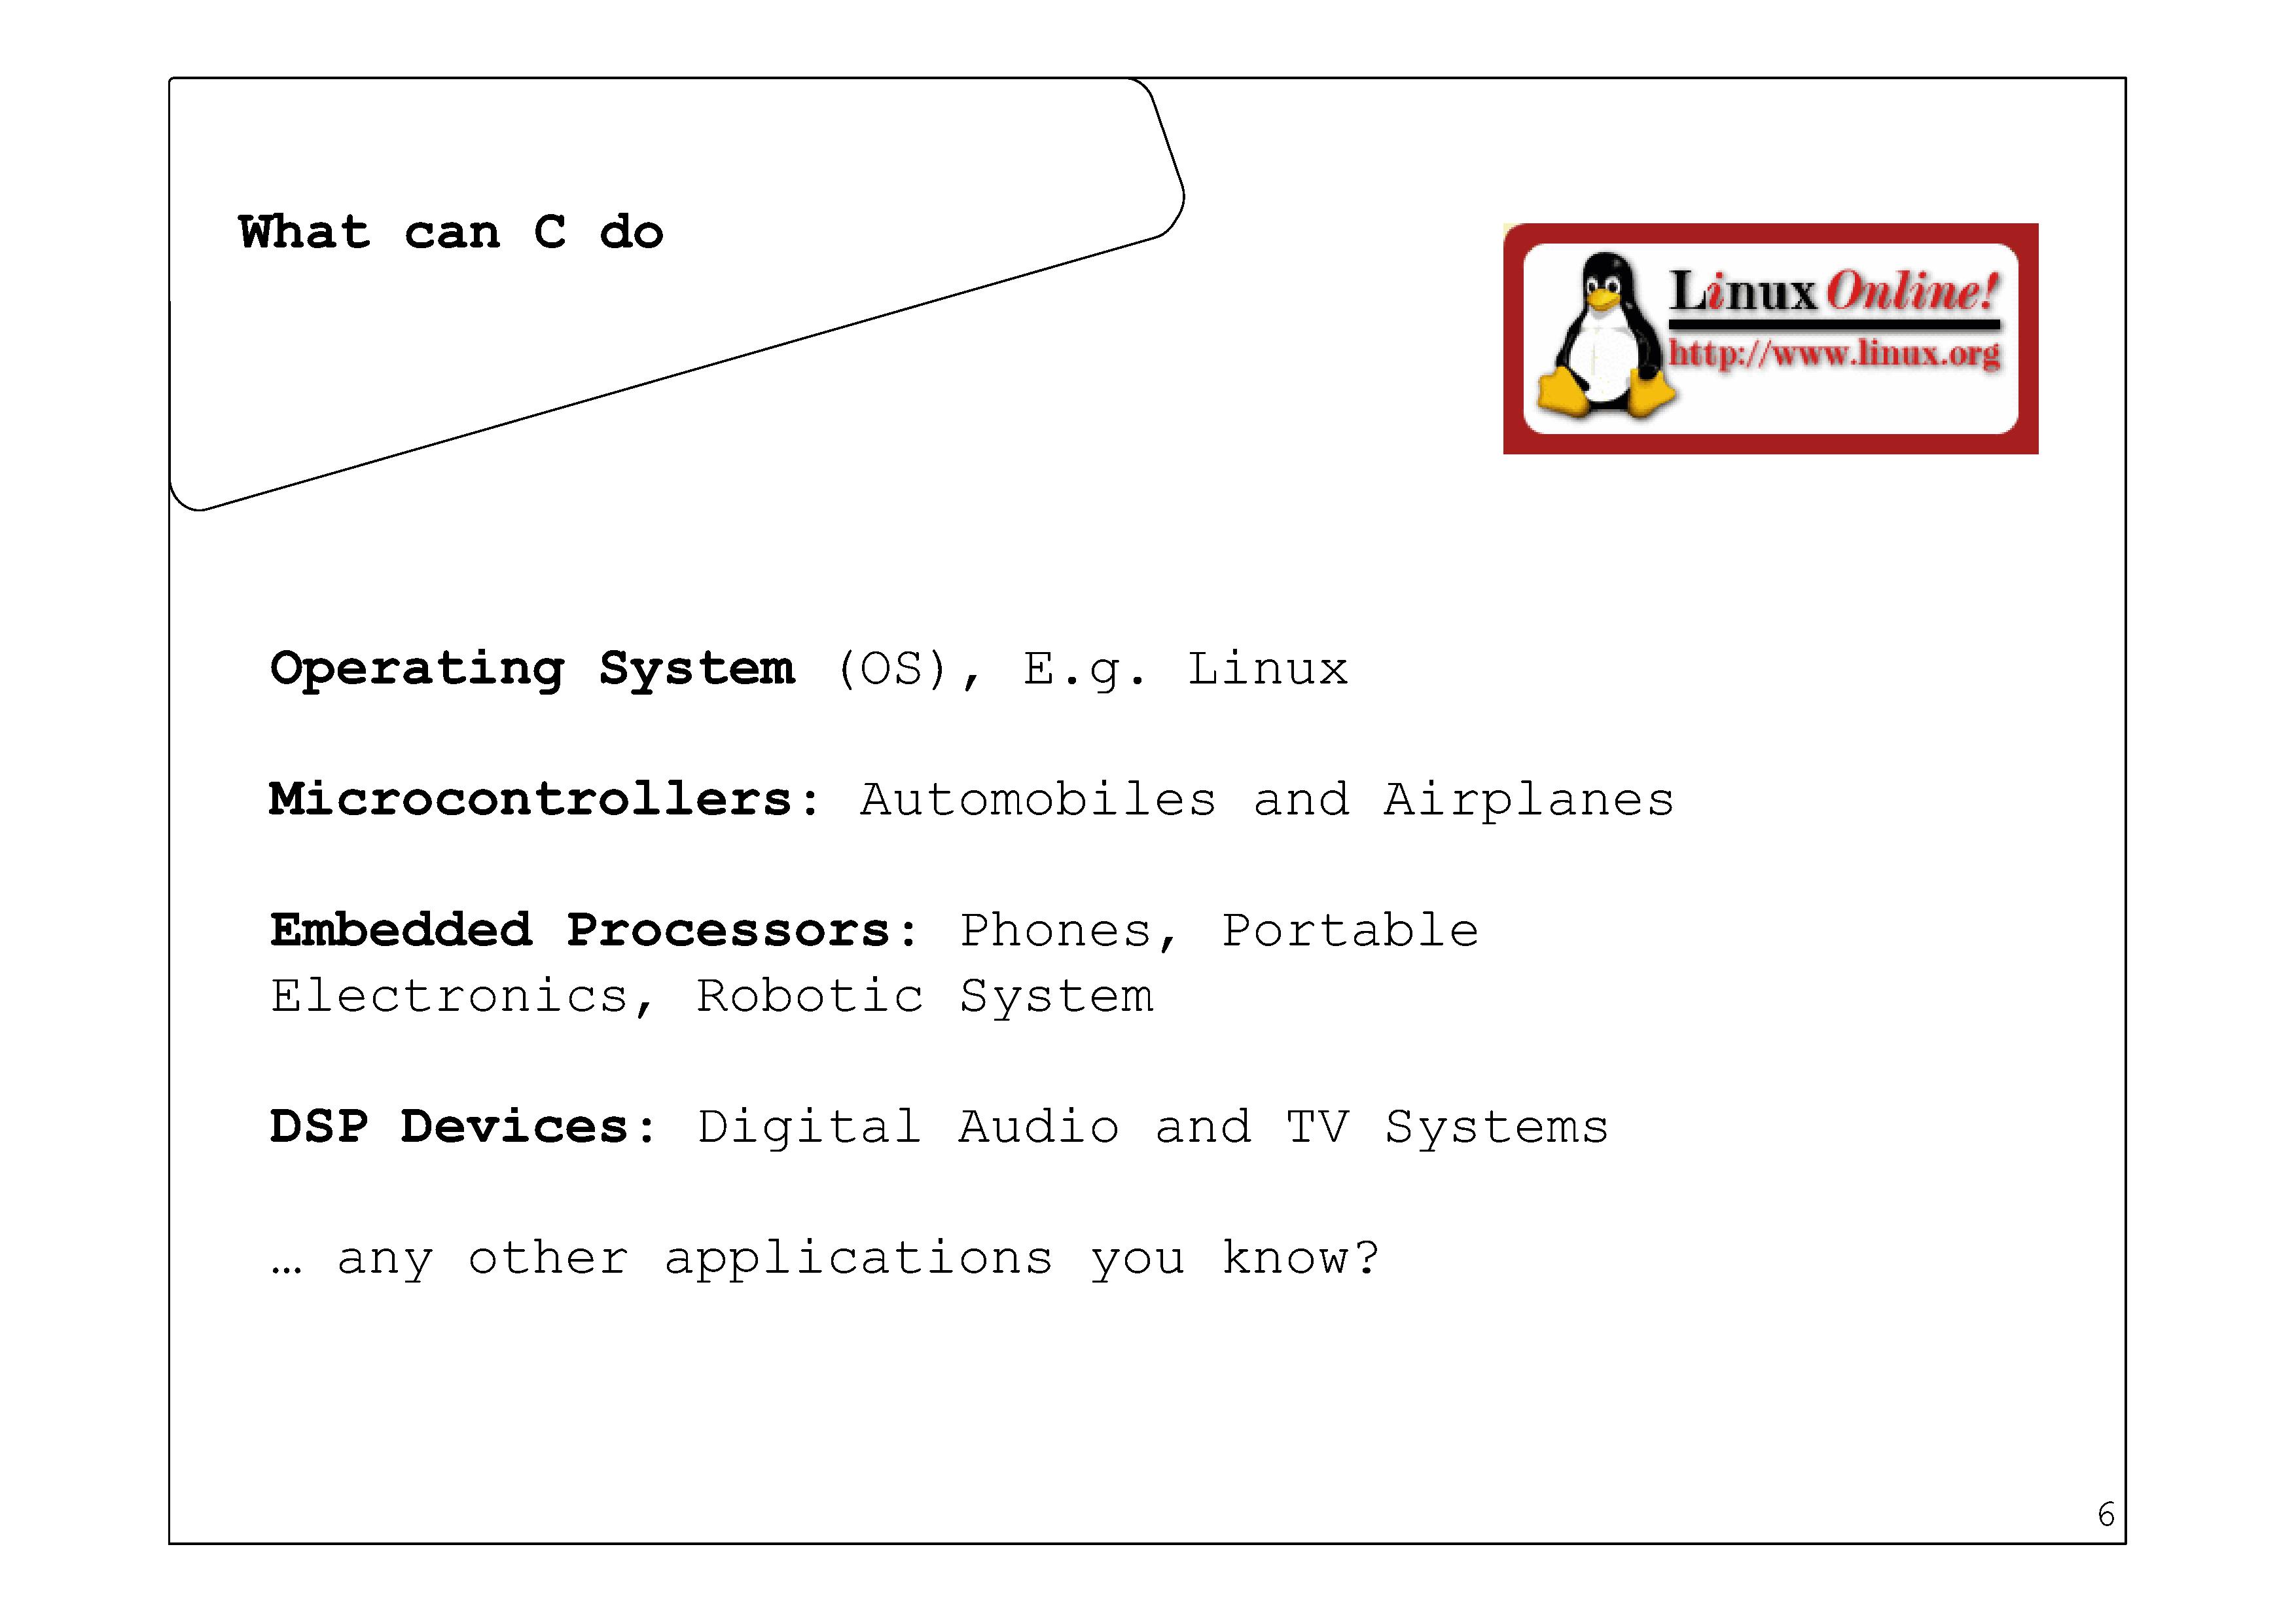 What can C do
Linux Online!
http://www.linux.org
Operating System (OS), E.g. Linux
Microcontrollers: Automobiles and Airplanes
Embedded Processors: Phones, Portable
Electronics, Robotic System
DSP Devices: Digital Audio and TV Systems
… any other applications you know?
6